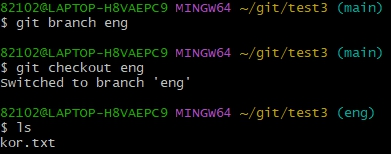 82102@LAPTOP-H8VAEPC9 MINGW64 ~/git/test3 (main)
$ git branch eng
82102@LAPTOP-H8VAEPC9 MINGW64 ~/git/test3 (main)
$ git checkout eng
Switched to branch 'eng'
82102@LAPTOP-H8VAEPC9 MINGW64 ~/git/test3 (eng)
$ ls
kor.txt